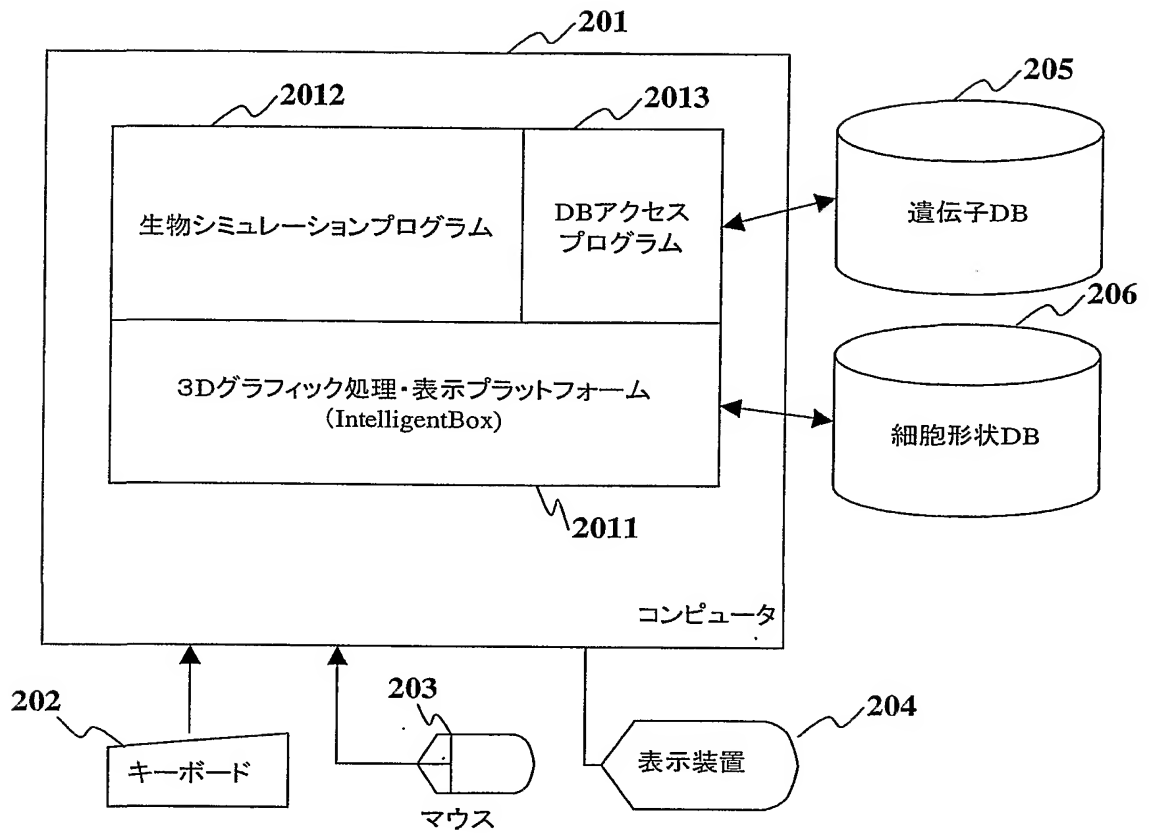 201
2012
2013
205
生物シミュレーションプログラム
DBアクセス
プログラム
遺伝子DB
206
3Dグラフィック処理・表示プラットフォーム
(IntelligentBox)
細胞形状DB
2011
コンピュータ
202
203
204
キーボード
マウス
表示装置